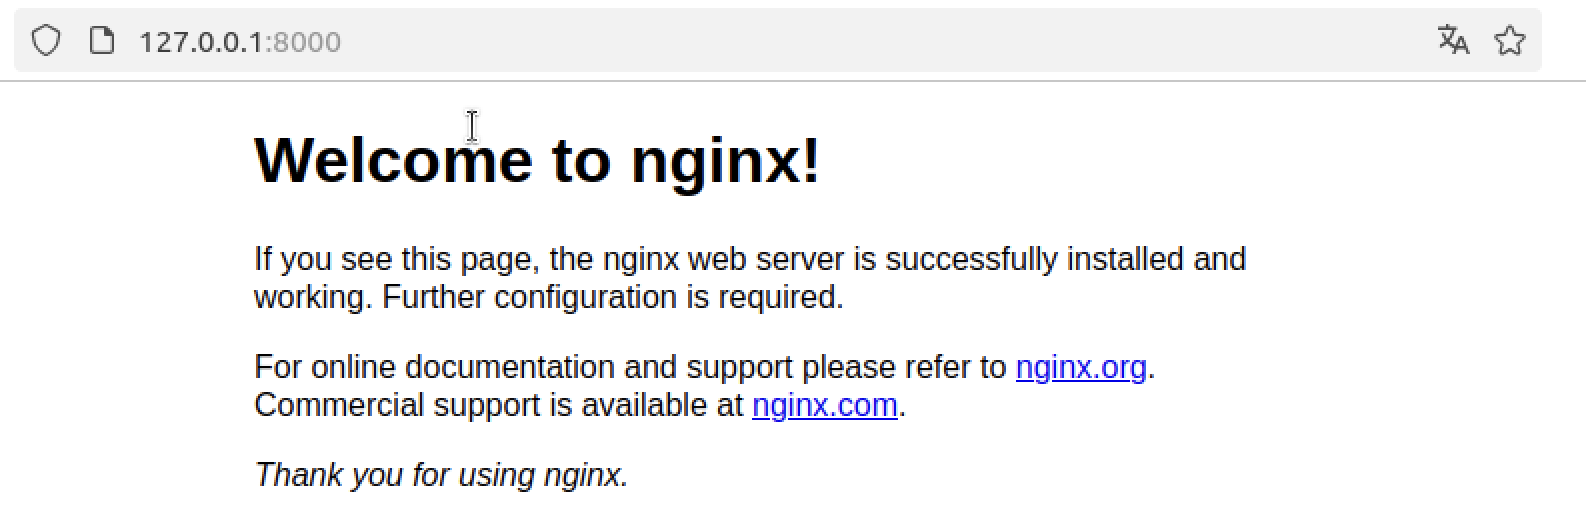 127.0.0.1:8000
Welcome to nginx!
If you see this page, the nginx web server is successfully installed and
working. Further configuration is required.
For online documentation and support please refer to nginx.org.
Commercial support is available at nginx.com.
Thank you for using nginx.